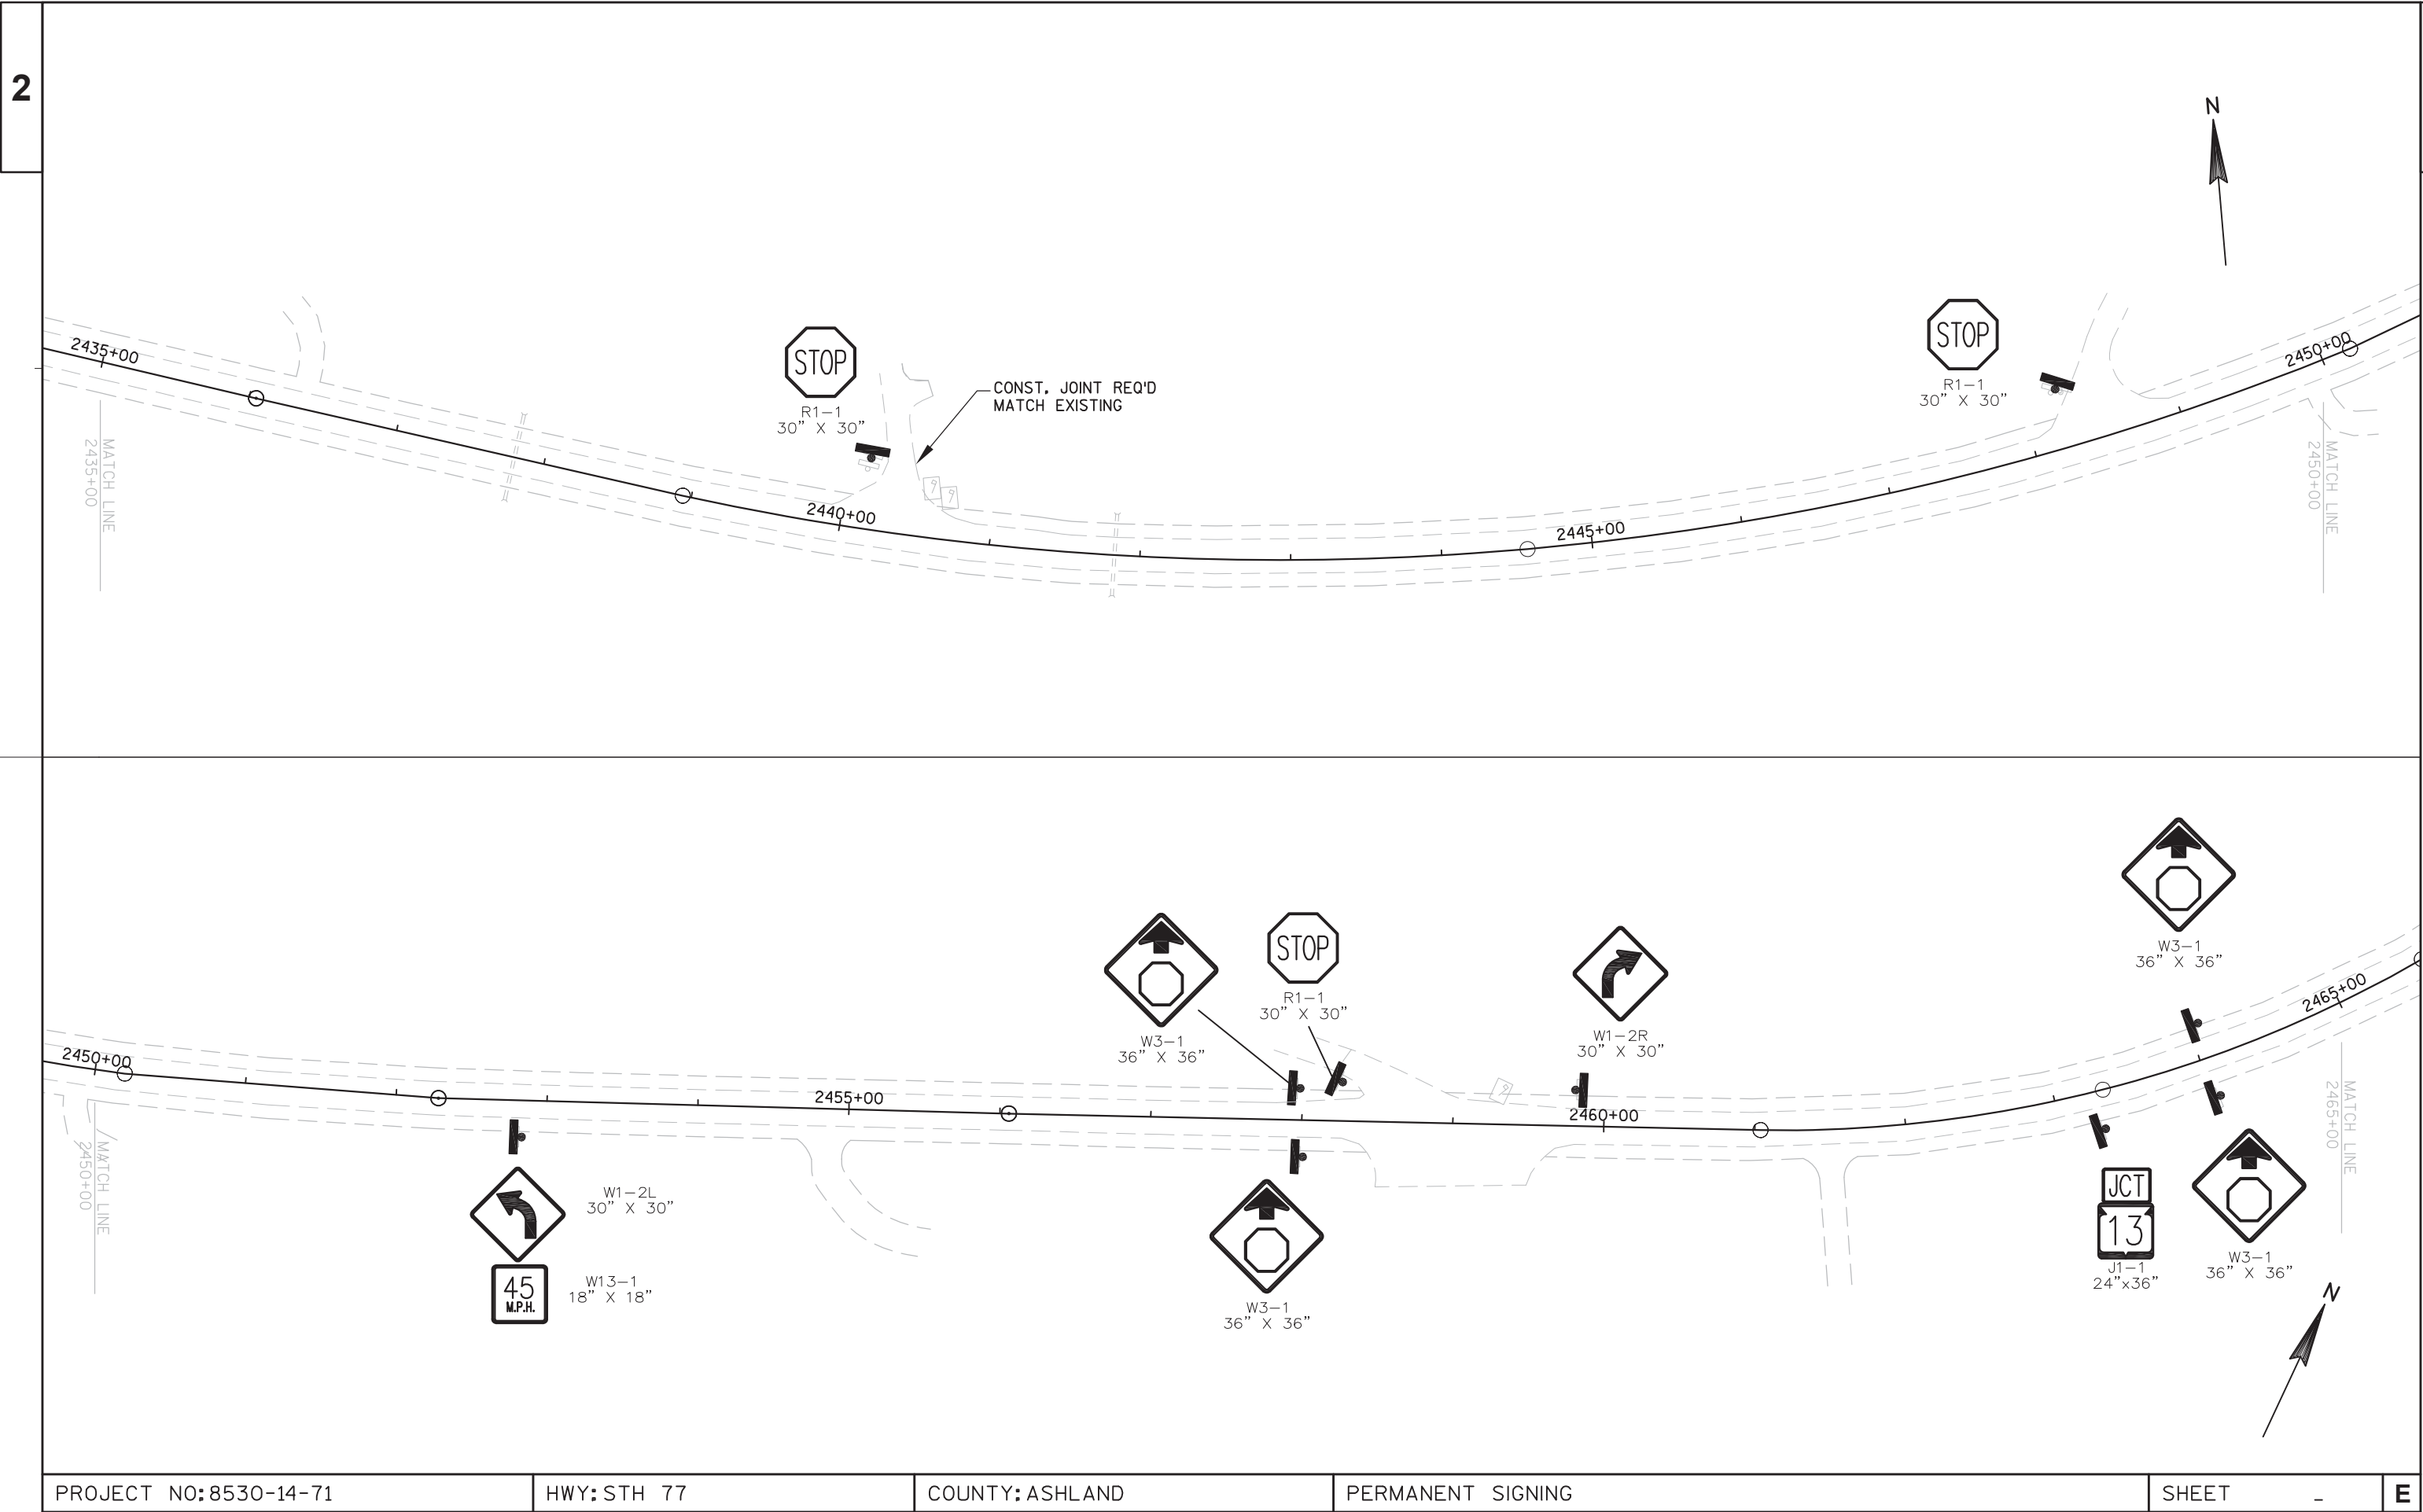 2
N
2435+00
MATCH LINE
2435+00
STOP
R1-1
30" X 30"
CONST. JOINT REQ'D
MATCH EXISTING
2440+00
2445+00
STOP
R1-1
30" X 30"
2450+00
MATCH LINE
2450+00
2450+00
MATCH LINE
2450+00
W1-2L
30" X 30"
45
M.P.H.
W13-1
18" X 18"
2455+00
W3-1
36" X 36"
STOP
R1-1
30" X 30"
W3-1
36" X 36"
W1-2R
30" X 30"
2460+00
W3-1
36" X 36"
2465+00
MATCH LINE
2465+00
JCT
13
J1-1
24"x36"
W3-1
36" X 36"
N
PROJECT NO:8530-14-71
HWY:STH 77
COUNTY:ASHLAND
PERMANENT SIGNING
SHEET -
E